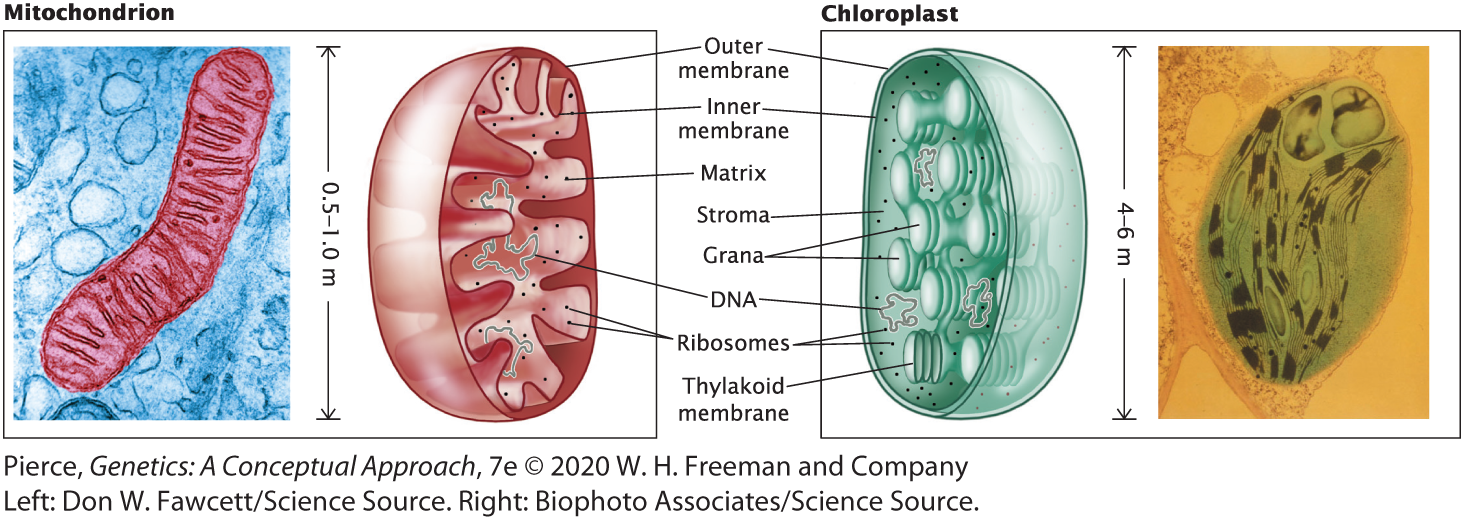 Mitochondrion
Chloroplast
0.5–1.0 m
Outer
membrane
Inner
membrane
Matrix
Stroma
Grana
DNA
Ribosomes
Thylakoid
membrane
4–6 m
Pierce, Genetics: A Conceptual Approach, 7e © 2020 W. H. Freeman and Company
Left: Don W. Fawcett/Science Source. Right: Biophoto Associates/Science Source.